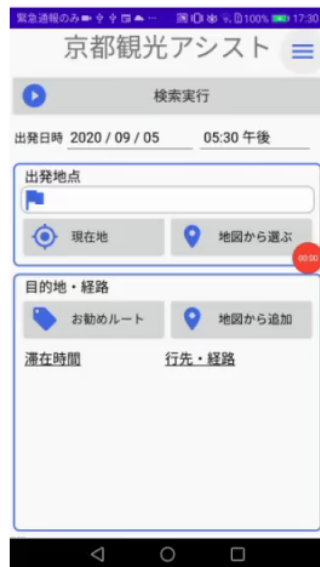 緊急通報のみ 100% 17:30
京都観光アシスト
検索実行
出発日時 2020 / 09 / 05 05:30 午後
出発地点
現在地 地図から選ぶ
00:00
目的地・経路
お勧めルート 地図から追加
滞在時間 行先・経路